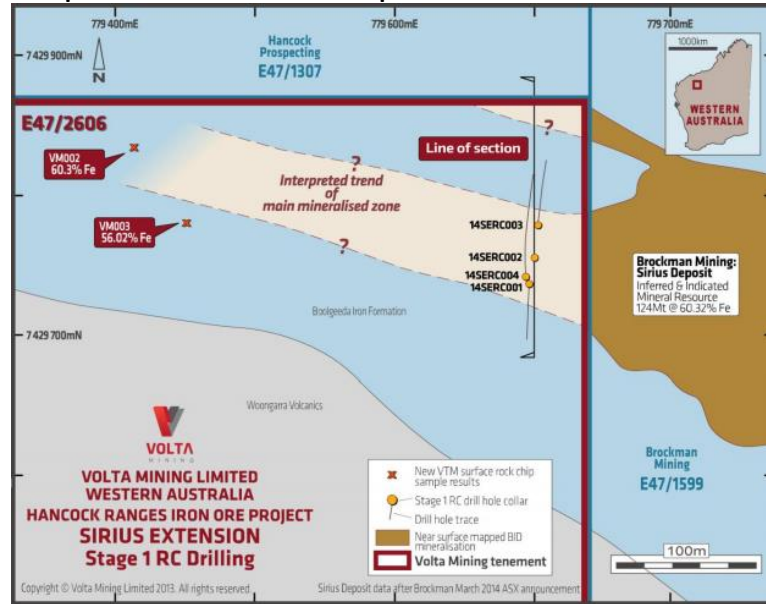 779 400mE
779 600mE
779 700mE
7 429 900mN
N
Hancock
Prospecting
E47/1307
1000km
WESTERN
AUSTRALIA
E47/2606
VM002
60.3% Fe
?
?
Line of section
Interpreted trend
of
main mineralised zone
VM003
56.02% Fe
?
14SERC003
14SERC002
14SERC004
14SERC001
Brockman Mining:
Sirius Deposit
Inferred & Indicated
Mineral Resource
124Mt @ 60.32% Fe
Boolgeeda Iron Formation
7 429 700mN
Woongarra Volcanics
VOLTA
MINING
VOLTA MINING LIMITED
WESTERN AUSTRALIA
HANCOCK RANGES IRON ORE PROJECT
SIRIUS EXTENSION
Stage 1 RC Drilling
New VTM surface rock chip
sample results
Stage 1 RC drill hole collar
Drill hole trace
Near surface mapped BID
mineralisation
Volta Mining tenement
Brockman
Mining
E47/1599
100m
Copyright © Volta Mining Limited 2013. All rights reserved.
Sirius Deposit data after Brockman March 2014 ASX announcement